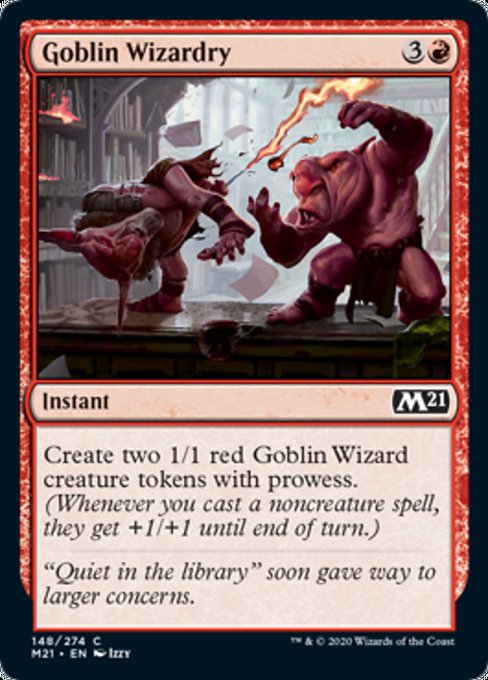 Goblin Wizardry 3
Instant M21
Create two 1/1 red Goblin Wizard
creature tokens with prowess.
(Whenever you cast a noncreature spell,
they get +1/+1 until end of turn.)
“Quiet in the library” soon gave way to
larger concerns.
148/274 C ™ & © 2020 Wizards of the Coast
M21 • EN Izzy